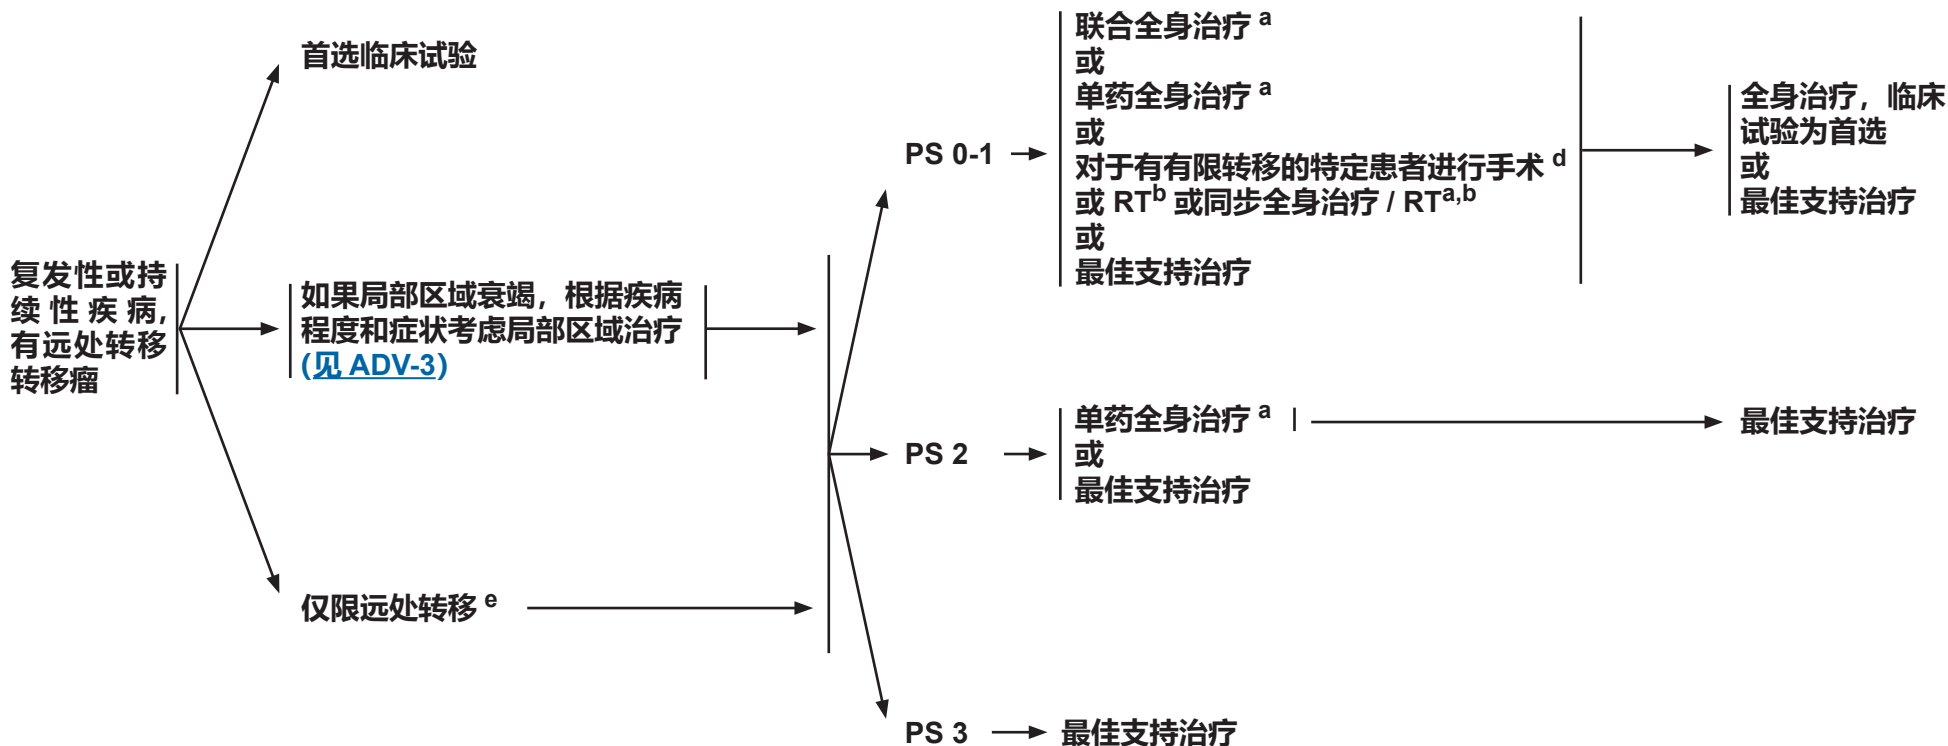 首选临床试验
复发性或持
续性疾病,
有远处转移
转移瘤
如果局部区域衰竭，根据疾病
程度和症状考虑局部区域治疗
(见 ADV-3)
仅限远处转移 e
PS 0-1
联合全身治疗 a
或
单药全身治疗 a
或
对于有有限转移的特定患者进行手术 d
或 RTb 或同步全身治疗 / RTa,b
或
最佳支持治疗
全身治疗，临床
试验为首选
或
最佳支持治疗
PS 2
单药全身治疗 a
或
最佳支持治疗
最佳支持治疗
PS 3
最佳支持治疗